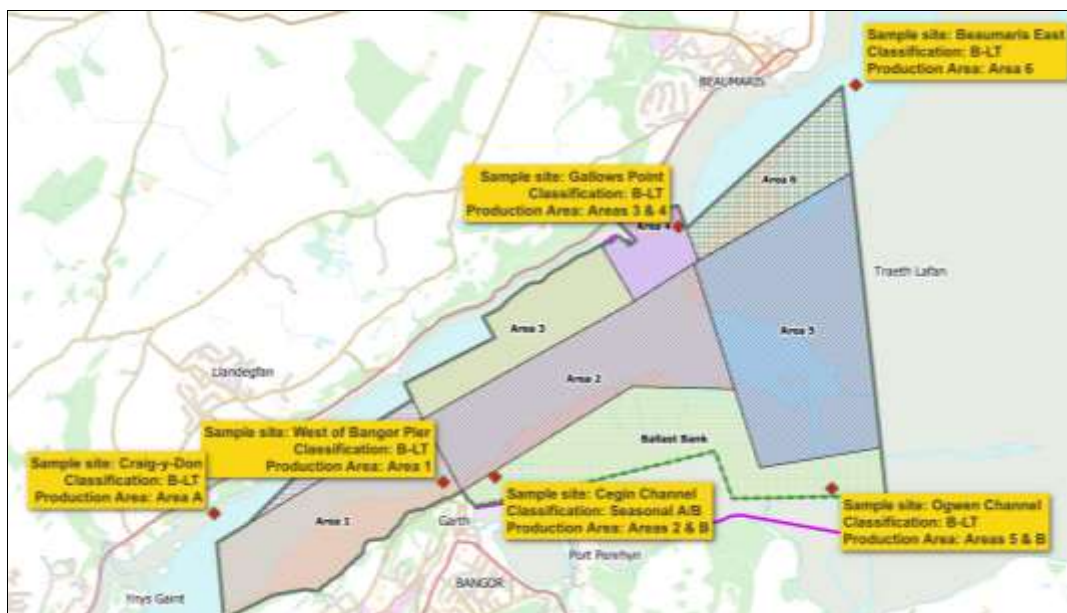 Sample site: Beaumaris East
Classification: B-LT
Production Area: Area 6
BEAUMARIS
Sample site: Gallows Point
Classification: B-LT
Production Area: Areas 3 & 4
Area 6
Area 4
Traeth Lafan
Area 3
Area 5
Llandegfan
Area 2
Sample site: West of Bangor Pier
Classification: B-LT
Production Area: Area 1
Ballast Bank
Sample site: Craig-y-Don
Classification: B-LT
Production Area: Area A
Sample site: Cegin Channel
Classification: Seasonal A/B
Production Area: Areas 2 & B
Sample site: Ogwen Channel
Classification: B-LT
Production Area: Areas 5 & B
Area 1
Garth
Port Penrhyn
BANGOR
Ynys Gaint